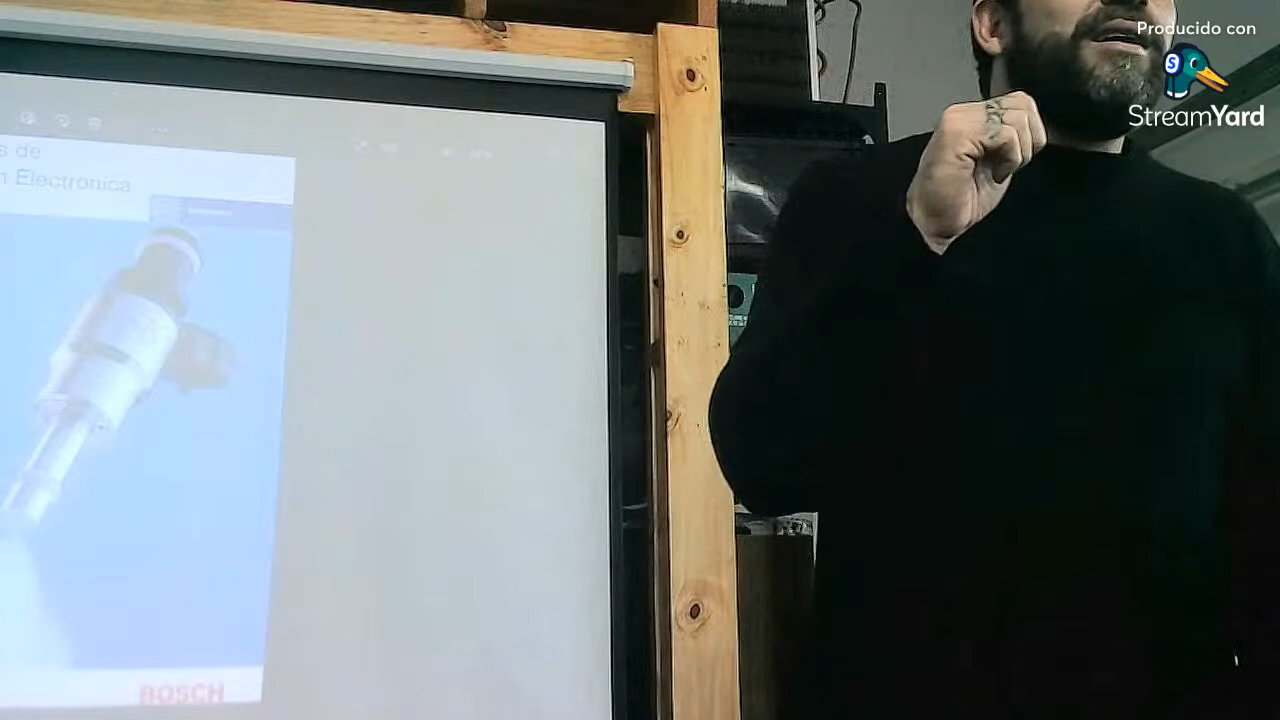 Producido con
StreamYard
s de
n Electronica
BOSCH